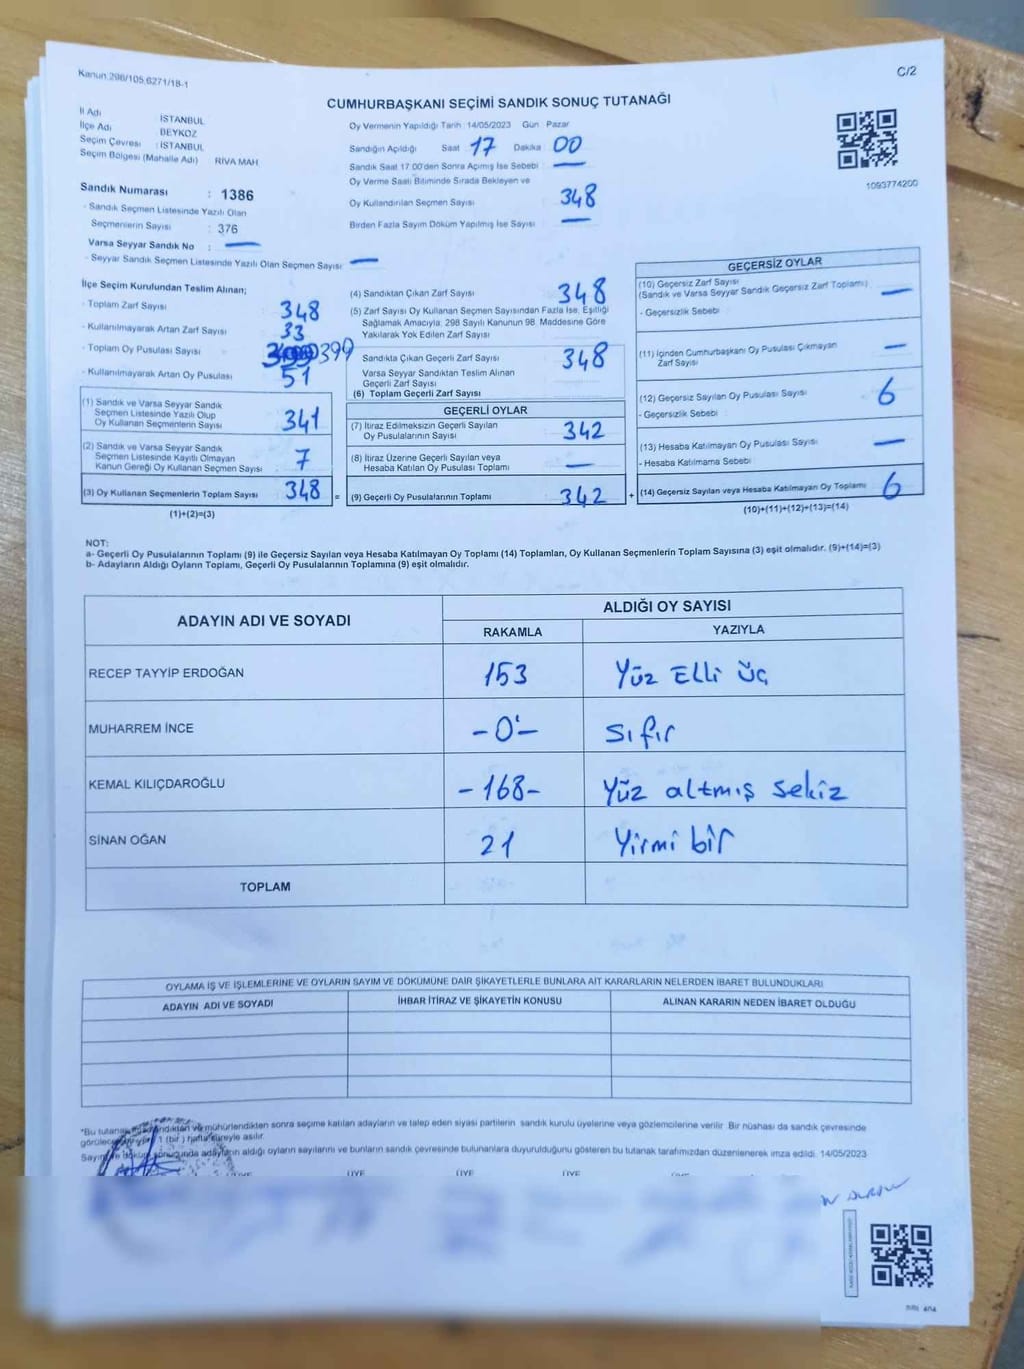 Kanun 298/105,6271/18-1
C/2
CUMHURBAŞKANI SEÇİMİ SANDIK SONUÇ TUTANAĞI
İl Adı : İSTANBUL
İlçe Adı : BEYKOZ
Seçim Çevresi : İSTANBUL
Seçim Bölgesi (Mahalle Adı) RİVA MAH.
Sandık Numarası : 1386
- Sandık Seçmen Listesinde Yazılı Olan
Seçmenlerin Sayısı : 376
Varsa Seyyar Sandık No : —
- Seyyar Sandık Seçmen Listesinde Yazılı Olan Seçmen Sayısı —
Oy Vermenin Yapıldığı Tarih :14/05/2023 Gün : Pazar
Sandığın Açıldığı Saat 17 Dakika 00
Sandık Saat 17:00'den Sonra Açmış İse Sebebi : —
Oy Verme Saati Bitiminde Sırada Bekleyen ve
Oy Kullandırılan Seçmen Sayısı 348
Birden Fazla Sayım Döküm Yapılmış İse Sayısı —
1093774200
İlçe Seçim Kurulundan Teslim Alınan;
- Toplam Zarf Sayısı 348
- Kullanılmayarak Artan Zarf Sayısı 33
- Toplam Oy Pusulası Sayısı 399
- Kullanılmayarak Artan Oy Pusulası 51
(1) Sandık ve Varsa Seyyar Sandık
Seçmen Listesinde Yazılı Olup
Oy Kullanan Seçmenlerin Sayısı 341
(2) Sandık ve Varsa Seyyar Sandık
Seçmen Listesinde Kayıtlı Olmayan
Kanun Gereği Oy Kullanan Seçmen Sayısı 7
(3) Oy Kullanan Seçmenlerin Toplam Sayısı 348 =
(1)+(2)=(3)
(4) Sandıktan Çıkan Zarf Sayısı 348
(5) Zarf Sayısı Oy Kullanan Seçmen Sayısından Fazla İse, Eşitliği
Sağlamak Amacıyla, 298 Sayılı Kanunun 98. Maddesine Göre
Yakılarak Yok Edilen Zarf Sayısı
Sandıkta Çıkan Geçerli Zarf Sayısı 348
Varsa Seyyar Sandıktan Teslim Alınan
Geçerli Zarf Sayısı
(6) Toplam Geçerli Zarf Sayısı
GEÇERLİ OYLAR
(7) İtiraz Edilmeksizin Geçerli Sayılan
Oy Pusulalarının Sayısı 342
(8) İtiraz Üzerine Geçerli Sayılan veya
Hesaba Katılan Oy Pusulası Toplamı —
(9) Geçerli Oy Pusulalarının Toplamı 342 +
GEÇERSİZ OYLAR
(10) Geçersiz Zarf Sayısı
(Sandık ve Varsa Seyyar Sandık Geçersiz Zarf Toplamı) —
- Geçersizlik Sebebi
(11) İçinden Cumhurbaşkanı Oy Pusulası Çıkmayan
Zarf Sayısı —
(12) Geçersiz Sayılan Oy Pusulası Sayısı 6
- Geçersizlik Sebebi
(13) Hesaba Katılmayan Oy Pusulası Sayısı —
- Hesaba Katılmama Sebebi
(14) Geçersiz Sayılan veya Hesaba Katılmayan Oy Toplamı 6
(10)+(11)+(12)+(13)=(14)
NOT:
a- Geçerli Oy Pusulalarının Toplamı (9) ile Geçersiz Sayılan veya Hesaba Katılmayan Oy Toplamı (14) Toplamları, Oy Kullanan Seçmenlerin Toplam Sayısına (3) eşit olmalıdır. (9)+(14)=(3)
b- Adayların Aldığı Oyların Toplamı, Geçerli Oy Pusulalarının Toplamına (9) eşit olmalıdır.
ADAYIN ADI VE SOYADI
ALDIĞI OY SAYISI
RAKAMLA YAZIYLA
RECEP TAYYİP ERDOĞAN 153 Yüz Elli Üç
MUHARREM İNCE -0- Sıfır
KEMAL KILIÇDAROĞLU -168- Yüz altmış sekiz
SİNAN OĞAN 21 Yirmi bir
TOPLAM
OYLAMA İŞ VE İŞLEMLERİNE VE OYLARIN SAYIM VE DÖKÜMÜNE DAİR ŞİKAYETLERLE BUNLARA AİT KARARLARIN NELERDEN İBARET BULUNDUKLARI
ADAYIN ADI VE SOYADI İHBAR İTİRAZ VE ŞİKAYETİN KONUSU ALINAN KARARIN NEDEN İBARET OLDUĞU
*Bu tutanak ve mühürlendikten sonra seçime katılan adayların ve talep eden siyasi partilerin sandık kurulu üyelerine veya gözlemcilerine verilir. Bir nüshası da sandık çevresinde
1 (bir) hafta süreyle asılır.
Sayım ve döküm sonucunda adayların aldığı oyların sayılarını ve bunların sandık çevresinde bulunanlara duyurulduğunu gösteren bu tutanak tarafımızdan düzenlenerek imza edildi. 14/05/2023
ÜYE ÜYE ÜYE ÜYE